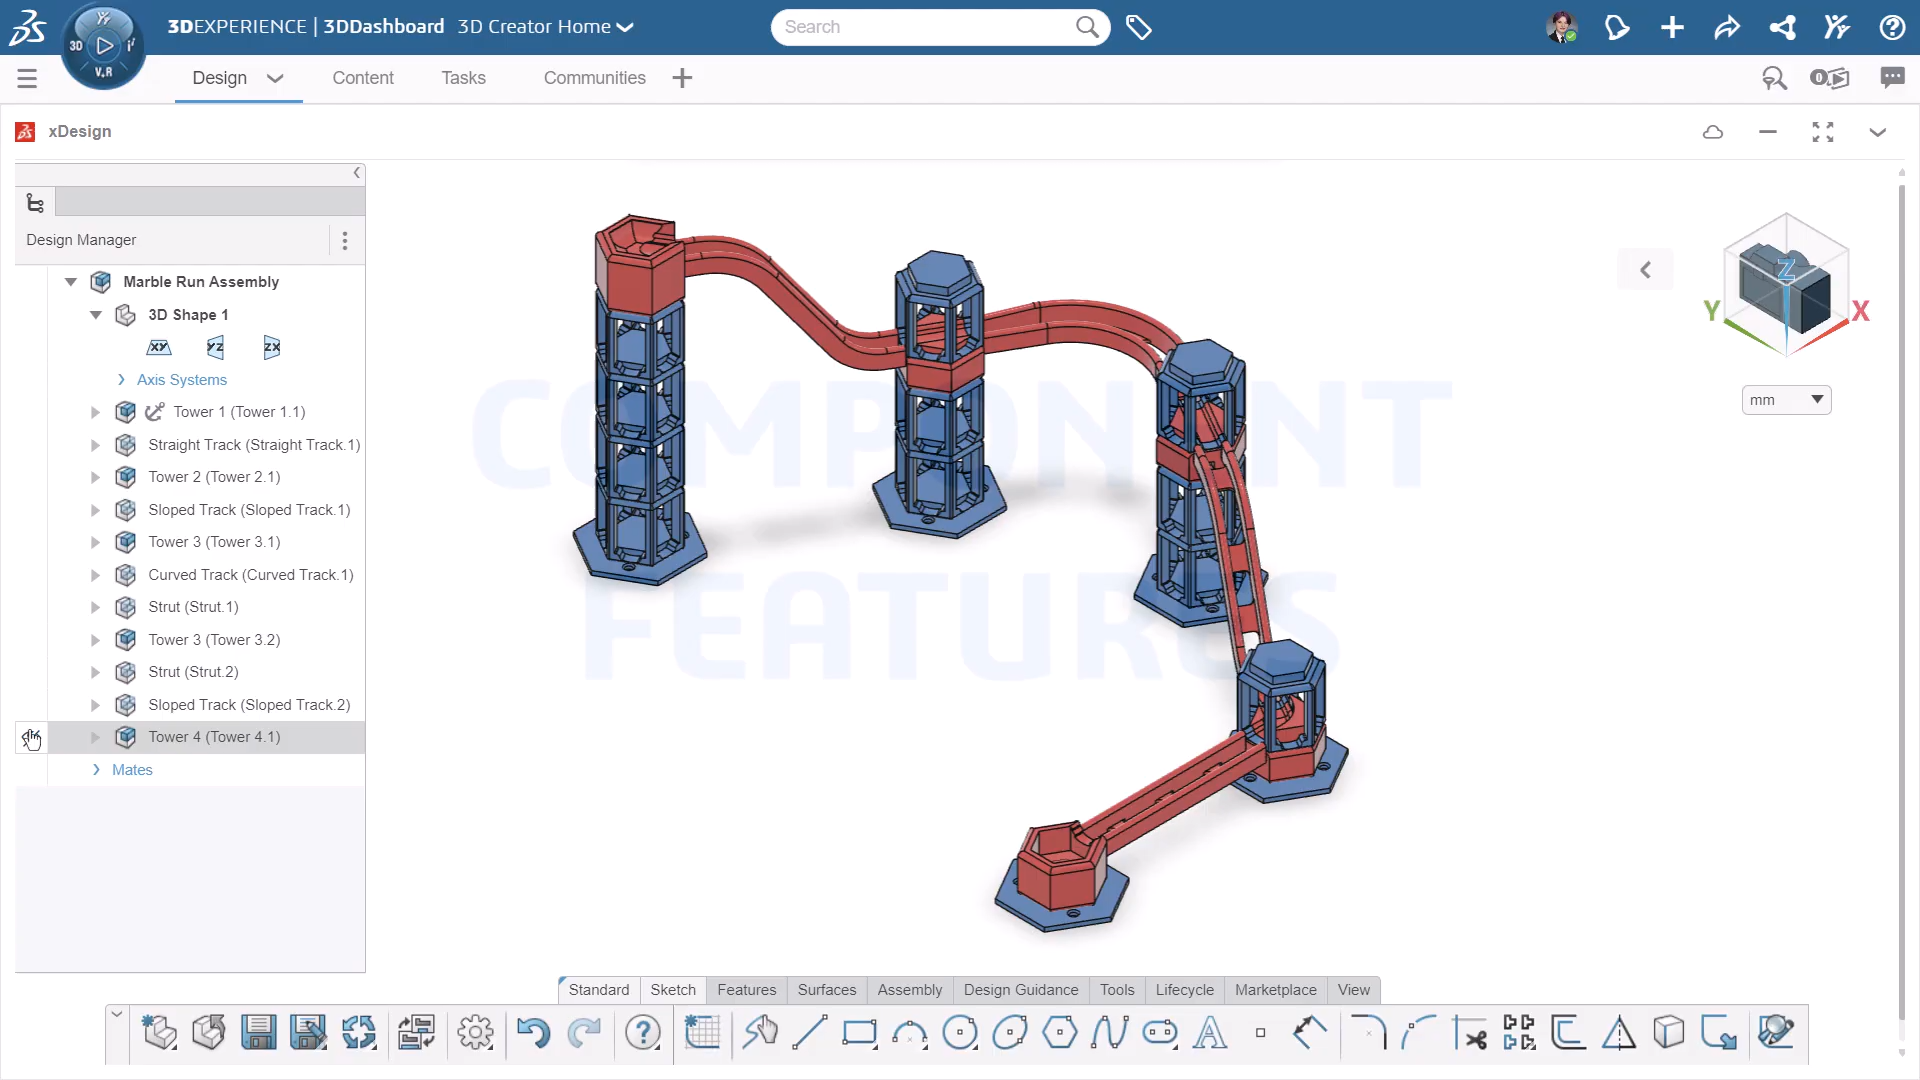 3DEXPERIENCE | 3DDashboard 3D Creator Home
Search
3D
V.R
Design
Content
Tasks
Communities
0
xDesign
Design Manager
Marble Run Assembly
3D Shape 1
XY YZ ZX
Axis Systems
Tower 1 (Tower 1.1)
Straight Track (Straight Track.1)
Tower 2 (Tower 2.1)
Sloped Track (Sloped Track.1)
Tower 3 (Tower 3.1)
Curved Track (Curved Track.1)
Strut (Strut.1)
Tower 3 (Tower 3.2)
Strut (Strut.2)
Sloped Track (Sloped Track.2)
Tower 4 (Tower 4.1)
Mates
COMPONENT
FEATURES
Z
Y
X
mm
Standard Sketch Features Surfaces Assembly Design Guidance Tools Lifecycle Marketplace View